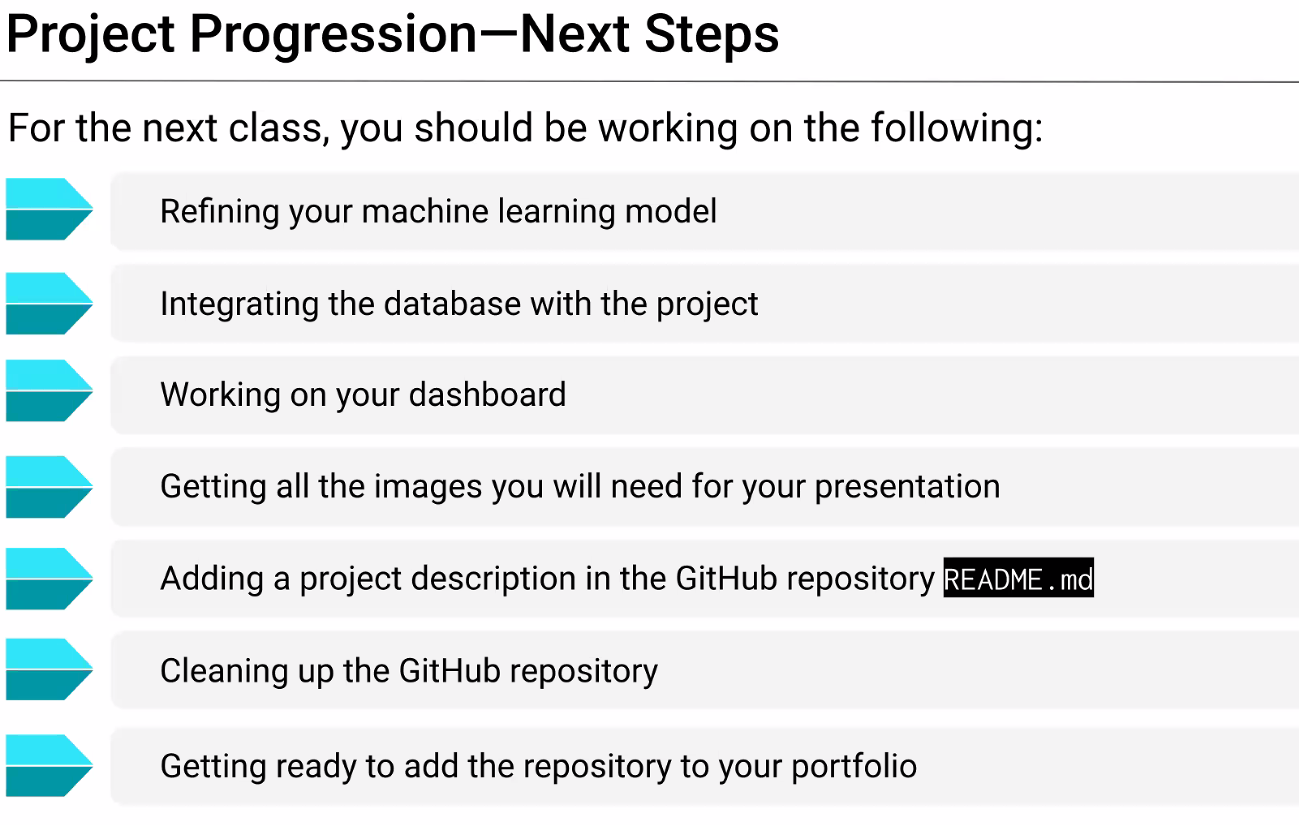 Project Progression—Next Steps
For the next class, you should be working on the following:
Refining your machine learning model
Integrating the database with the project
Working on your dashboard
Getting all the images you will need for your presentation
Adding a project description in the GitHub repository README.md
Cleaning up the GitHub repository
Getting ready to add the repository to your portfolio